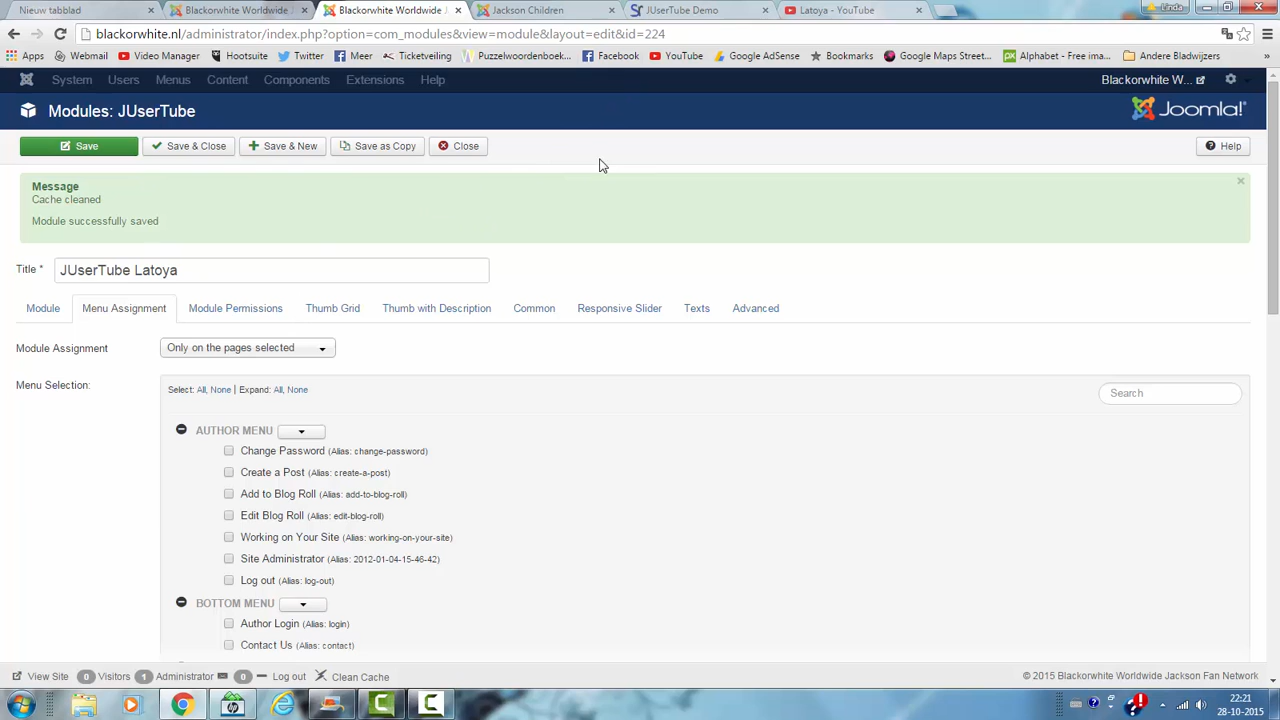 Nieuw tabblad
Blackorwhite Worldwide
Blackorwhite Worldwide J
Jackson Children
JUserTube Demo
Latoya - YouTube
Linda
blackorwhite.nl/administrator/index.php?option=com_modules&view=module&layout=edit&id=224
Apps Webmail Video Manager Hootsuite Twitter Meer Ticketveiling Puzzelwoordenboek... Facebook YouTube Google AdSense Bookmarks Google Maps Street... Alphabet - Free ima... Andere Bladwijzers
System Users Menus Content Components Extensions Help
Blackorwhite W...
Modules: JUserTube
Joomla!
Save
Save & Close
Save & New
Save as Copy
Close
Help
Message
Cache cleaned
Module successfully saved
Title *
JUserTube Latoya
Module Menu Assignment Module Permissions Thumb Grid Thumb with Description Common Responsive Slider Texts Advanced
Module Assignment
Only on the pages selected
Menu Selection:
Select: All, None | Expand: All, None
Search
AUTHOR MENU
Change Password (Alias: change-password)
Create a Post (Alias: create-a-post)
Add to Blog Roll (Alias: add-to-blog-roll)
Edit Blog Roll (Alias: edit-blog-roll)
Working on Your Site (Alias: working-on-your-site)
Site Administrator (Alias: 2012-01-04-15-46-42)
Log out (Alias: log-out)
BOTTOM MENU
Author Login (Alias: login)
Contact Us (Alias: contact)
View Site 0 Visitors 1 Administrator 0 Log out Clean Cache
© 2015 Blackorwhite Worldwide Jackson Fan Network
22:21
28-10-2015